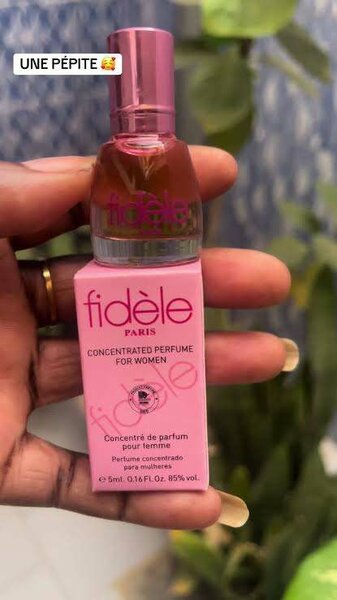 UNE PÉPITE 🥰
fidèle
fidèle
PARIS
CONCENTRATED PERFUME
FOR WOMEN
fidèle
Concentré de parfum
pour femme
Perfume concentrado
para mulheres
℮ 5ml. 0.16 Fl. Oz. 85% vol.